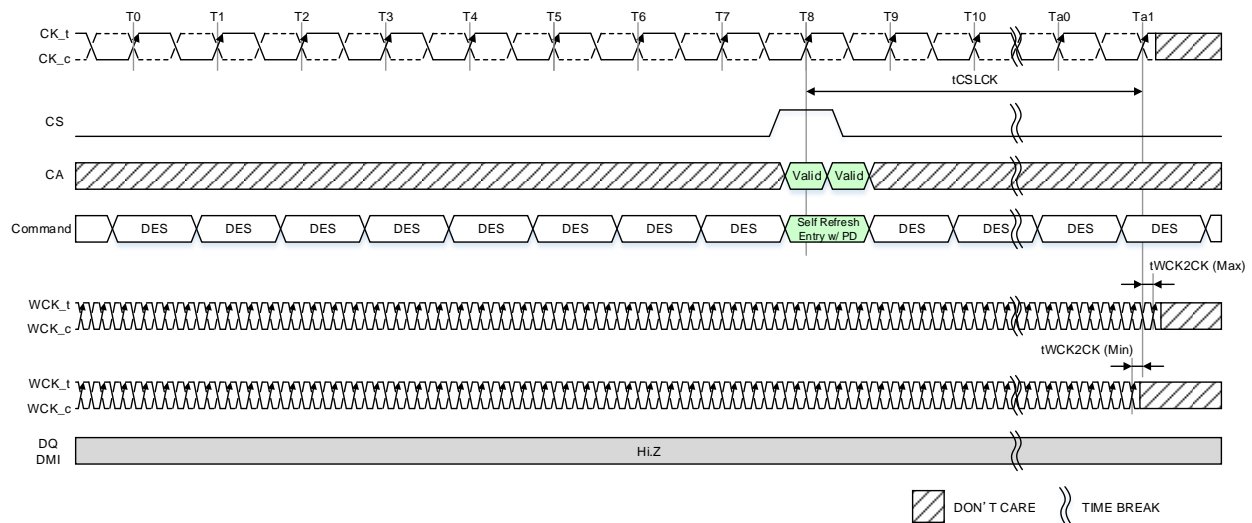 T0 T1 T2 T3 T4 T5 T6 T7 T8 T9 T10 Ta0 Ta1
CK_t
CK_c
tCSLCK
CS
CA Valid Valid
Command DES DES DES DES DES DES DES DES Self Refresh Entry w/ PD DES DES DES DES
tWCK2CK (Max)
WCK_t
WCK_c
tWCK2CK (Min)
WCK_t
WCK_c
DQ
DMI
Hi.Z
DON'T CARE TIME BREAK